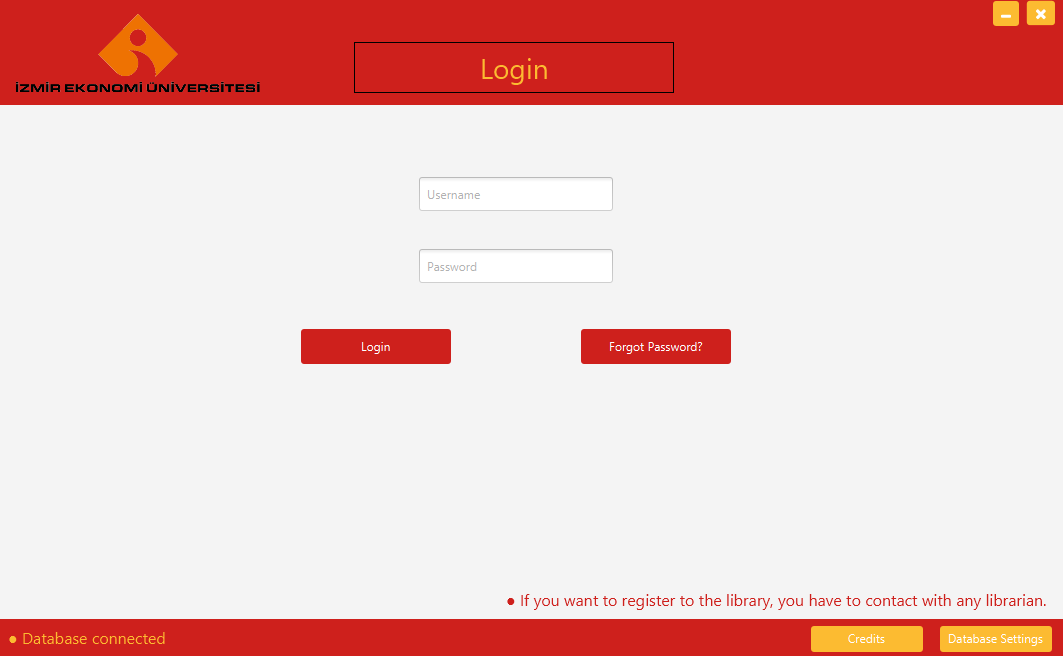 İZMİR EKONOMİ ÜNİVERSİTESİ
Login
Username
Password
Login Forgot Password?
● If you want to register to the library, you have to contact with any librarian.
● Database connected Credits Database Settings